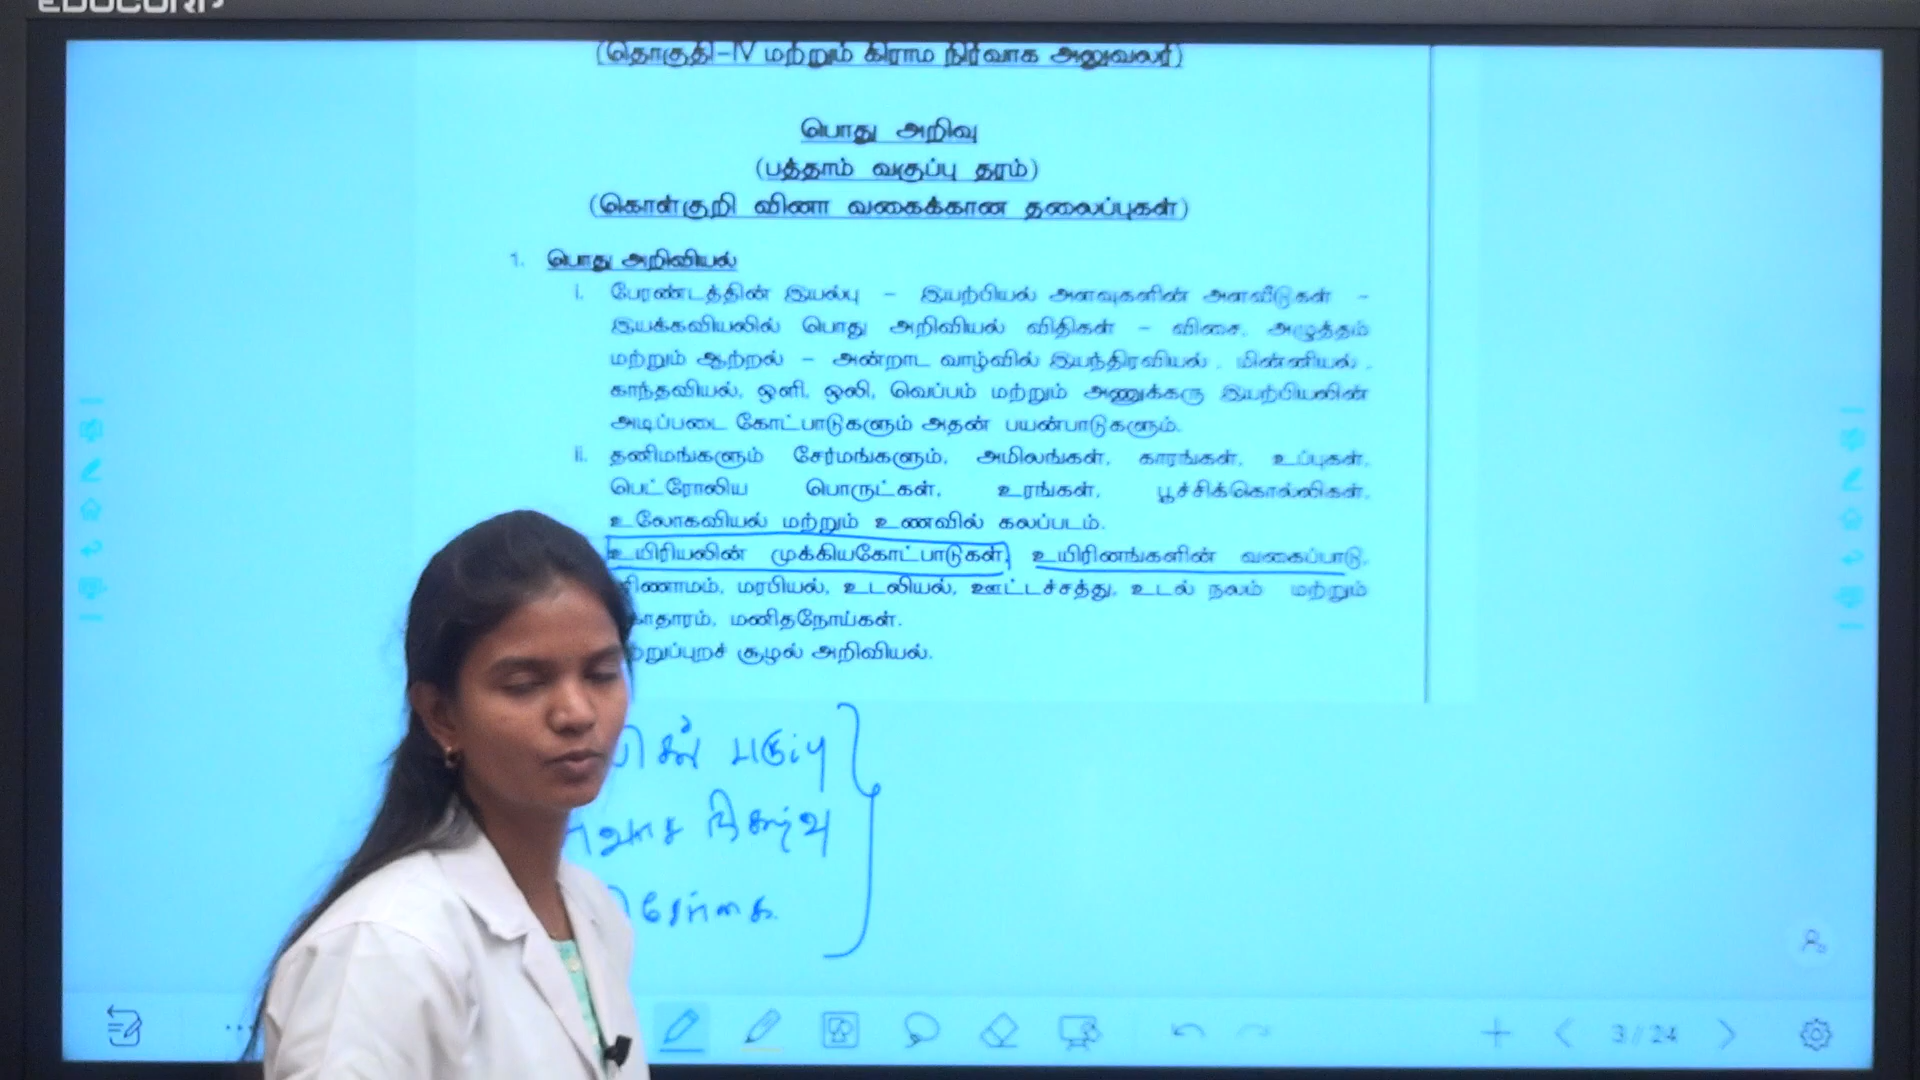 EDUCORP
(தொகுதி-IV மற்றும் கிராம நிர்வாக அலுவலர்)
பொது அறிவு
(பத்தாம் வகுப்பு தரம்)
(கொள்குறி வினா வகைக்கான தலைப்புகள்)
1. பொது அறிவியல்
i. பேரண்டத்தின் இயல்பு – இயற்பியல் அளவுகளின் அளவீடுகள் –
இயக்கவியலில் பொது அறிவியல் விதிகள் – விசை, அழுத்தம்
மற்றும் ஆற்றல் – அன்றாட வாழ்வில் இயந்திரவியல், மின்னியல்,
காந்தவியல், ஒளி, ஒலி, வெப்பம் மற்றும் அணுக்கரு இயற்பியலின்
அடிப்படை கோட்பாடுகளும் அதன் பயன்பாடுகளும்.
ii. தனிமங்களும் சேர்மங்களும், அமிலங்கள், காரங்கள், உப்புகள்,
பெட்ரோலிய பொருட்கள், உரங்கள், பூச்சிக்கொல்லிகள்,
உலோகவியல் மற்றும் உணவில் கலப்படம்.
உயிரியலின் முக்கியகோட்பாடுகள், உயிரினங்களின் வகைப்பாடு,
ிணாமம், மரபியல், உடலியல், ஊட்டச்சத்து, உடல் நலம் மற்றும்
காதாரம், மனிதநோய்கள்.
ற்றுப்புறச் சூழல் அறிவியல்.
3 / 24